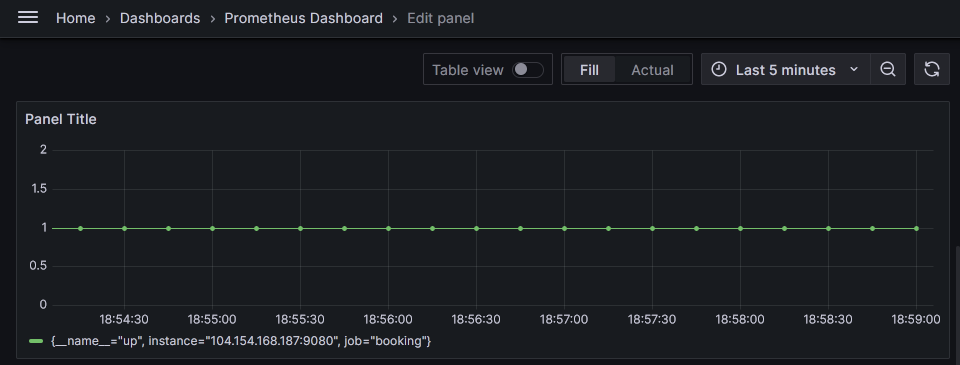 Home › Dashboards › Prometheus Dashboard › Edit panel
Table view Fill Actual Last 5 minutes
Panel Title
2
1.5
1
0.5
0
18:54:30 18:55:00 18:55:30 18:56:00 18:56:30 18:57:00 18:57:30 18:58:00 18:58:30 18:59:00
{__name__="up", instance="104.154.168.187:9080", job="booking"}